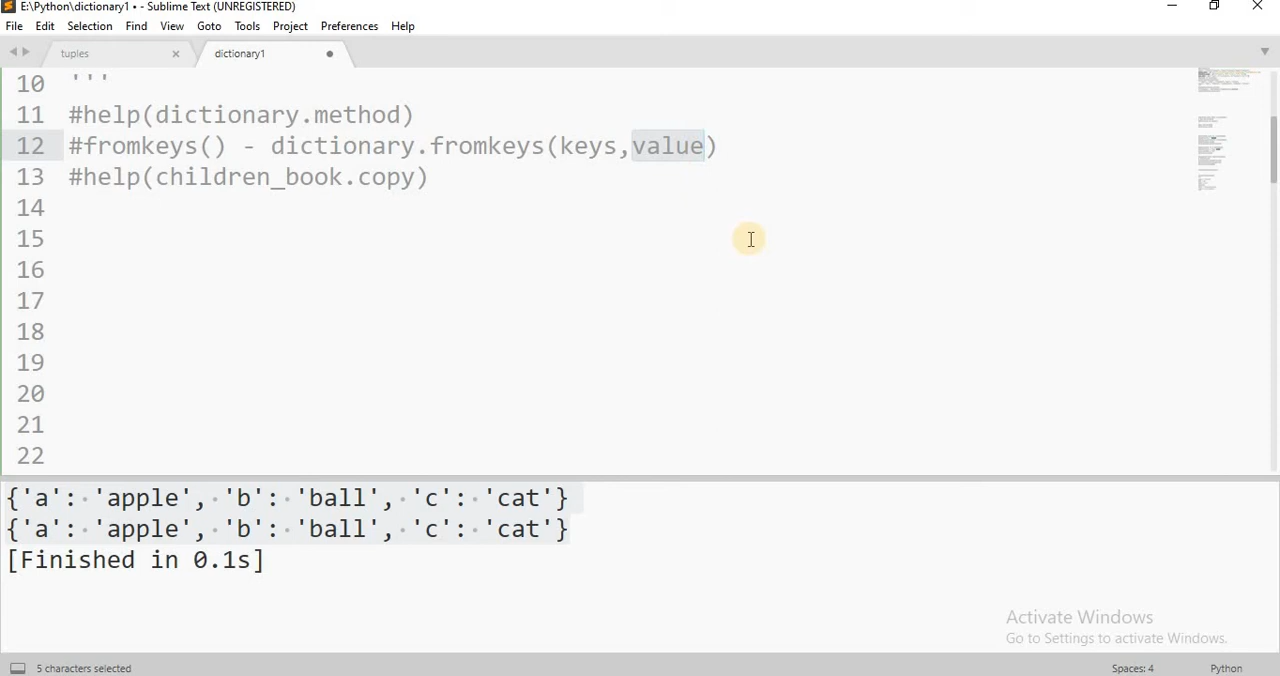 E:\Python\dictionary1 • - Sublime Text (UNREGISTERED)
File Edit Selection Find View Goto Tools Project Preferences Help
tuples dictionary1
10 '''
11 #help(dictionary.method)
12 #fromkeys() - dictionary.fromkeys(keys,value)
13 #help(children_book.copy)
14
15
16
17
18
19
20
21
22
{'a': 'apple', 'b': 'ball', 'c': 'cat'}
{'a': 'apple', 'b': 'ball', 'c': 'cat'}
[Finished in 0.1s]
Activate Windows
Go to Settings to activate Windows.
5 characters selected Spaces: 4 Python